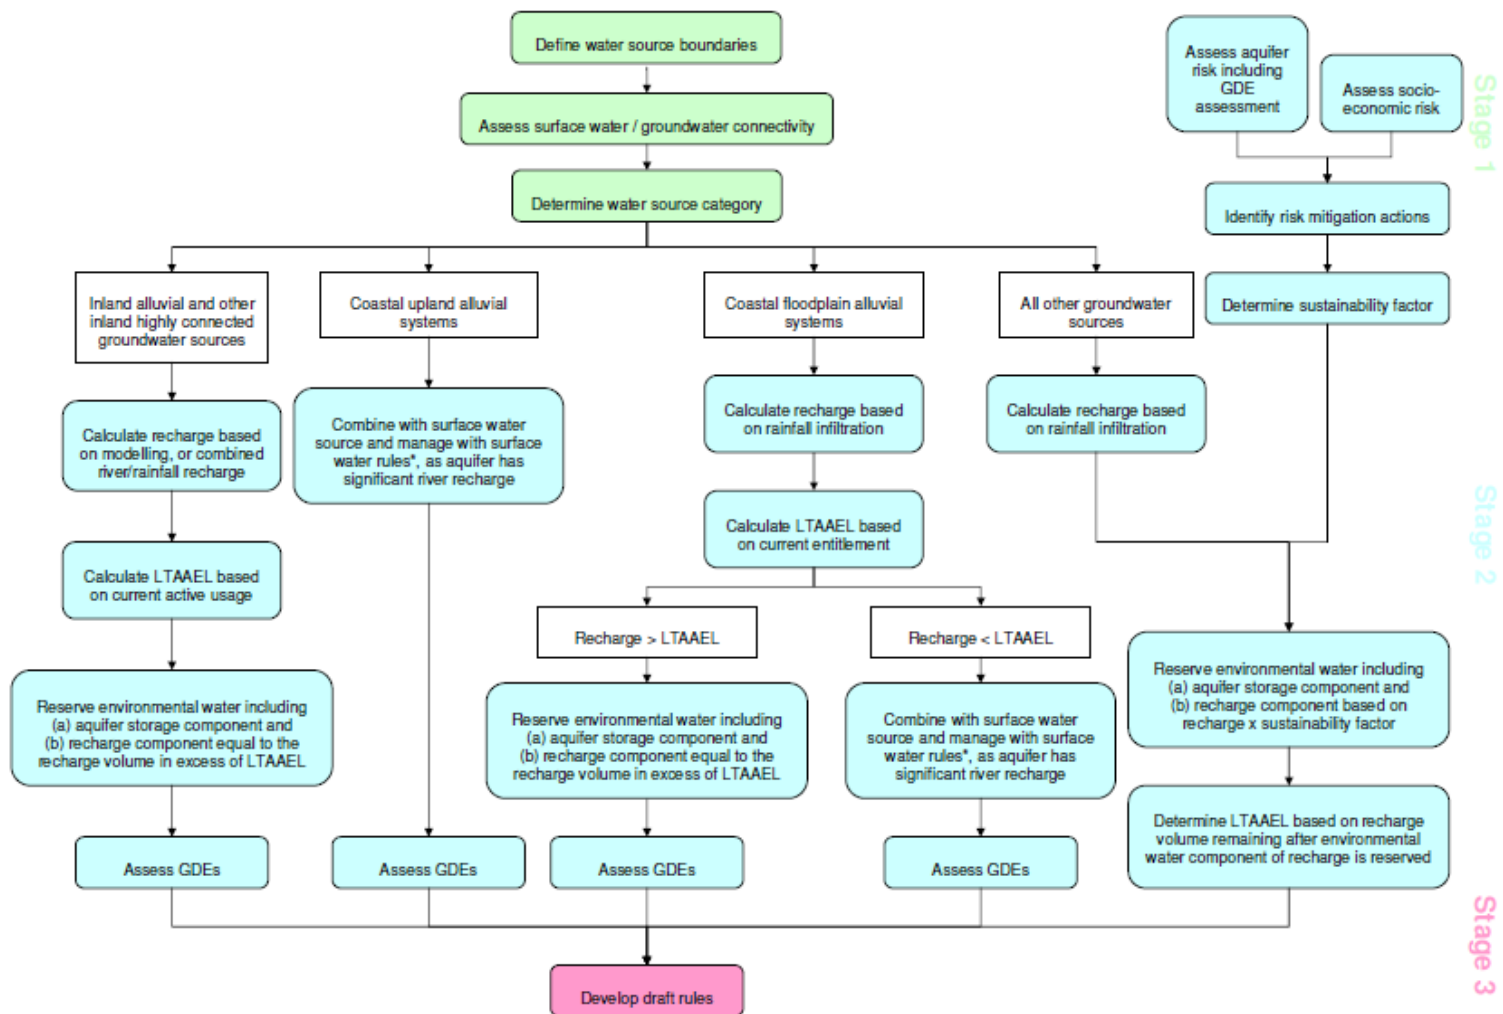 Define water source boundaries
Assess surface water / groundwater connectivity
Determine water source category
Assess aquifer
risk including
GDE
assessment
Assess socio-
economic risk
Identify risk mitigation actions
Determine sustainability factor
Stage 1
Inland alluvial and other
inland highly connected
groundwater sources
Coastal upland alluvial
systems
Coastal floodplain alluvial
systems
All other groundwater
sources
Calculate recharge based
on modelling, or combined
river/rainfall recharge
Combine with surface water
source and manage with surface
water rules*, as aquifer has
significant river recharge
Calculate recharge based
on rainfall infiltration
Calculate recharge based
on rainfall infiltration
Calculate LTAAEL based
on current active usage
Calculate LTAAEL based
on current entitlement
Stage 2
Recharge > LTAAEL
Recharge < LTAAEL
Reserve environmental water including
(a) aquifer storage component and
(b) recharge component equal to the
recharge volume in excess of LTAAEL
Reserve environmental water including
(a) aquifer storage component and
(b) recharge component equal to the
recharge volume in excess of LTAAEL
Combine with surface water
source and manage with surface
water rules*, as aquifer has
significant river recharge
Reserve environmental water including
(a) aquifer storage component and
(b) recharge component based on
recharge x sustainability factor
Determine LTAAEL based on recharge
volume remaining after environmental
water component of recharge is reserved
Assess GDEs
Assess GDEs
Assess GDEs
Assess GDEs
Stage 3
Develop draft rules